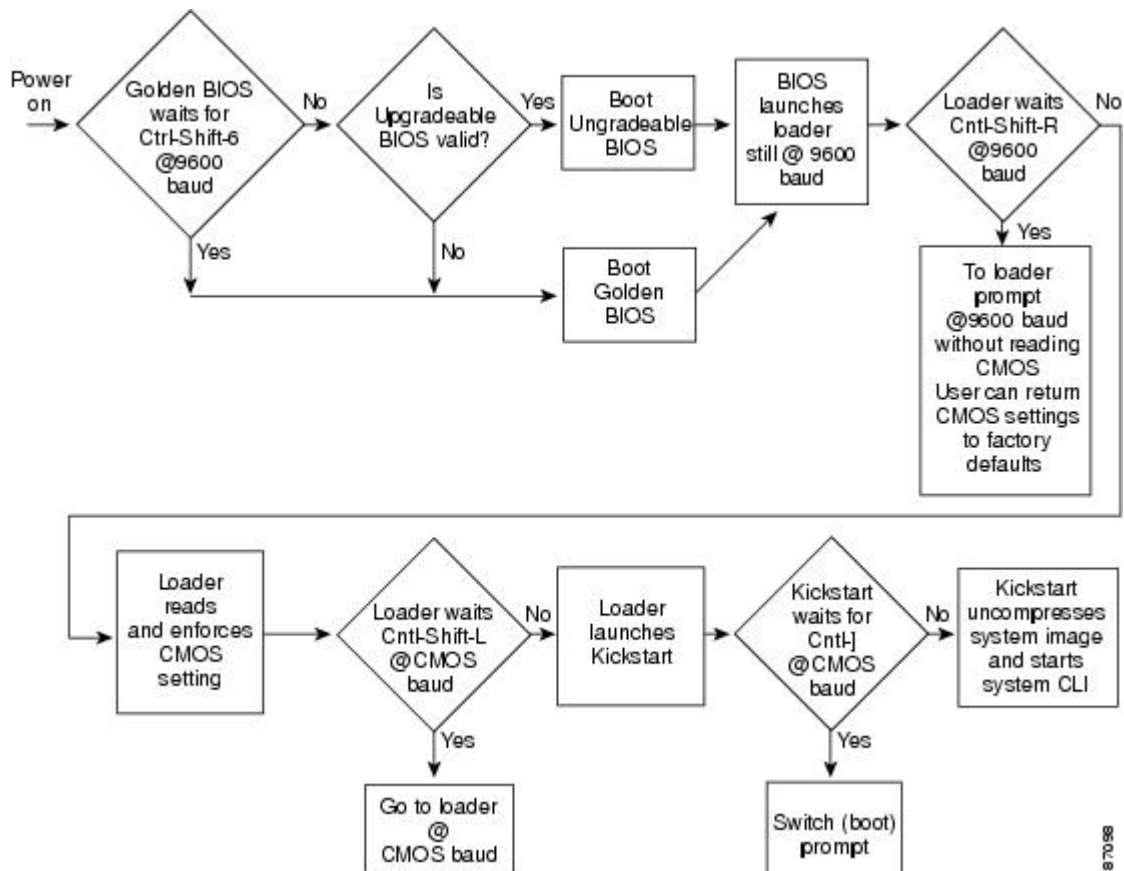 Power
on
Golden BIOS
waits for
Ctrl-Shift-6
@9600
baud
No
Yes
Is
Upgradeable
BIOS valid?
Yes
No
Boot
Ungradeable
BIOS
Boot
Golden
BIOS
BIOS
launches
loader
still @ 9600
baud
Loader waits
Cntl-Shift-R
@9600
baud
No
Yes
To loader
prompt
@9600 baud
without reading
CMOS
User can return
CMOS settings
to factory
defaults
Loader
reads
and enforces
CMOS
setting
Loader waits
Cntl-Shift-L
@CMOS
baud
No
Yes
Go to loader
@
CMOS baud
Loader
launches
Kickstart
Kickstart
waits for
Cntl-]
@CMOS
baud
No
Yes
Switch (boot)
prompt
Kickstart
uncompresses
system image
and starts
system CLI
87098